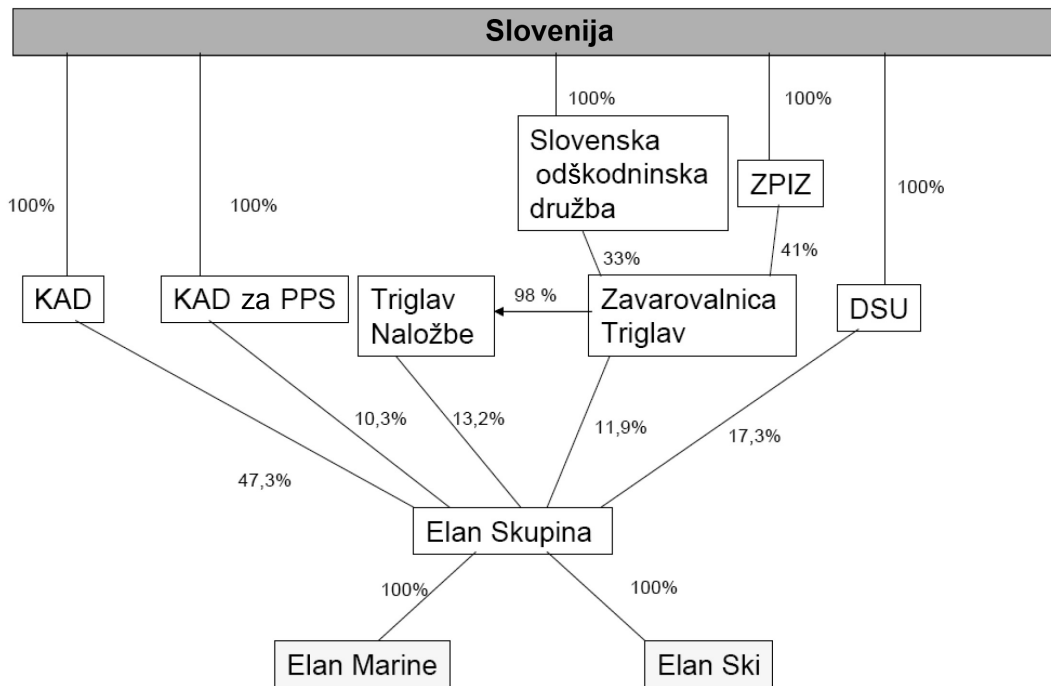 Slovenija
100%
100%
Slovenska
odškodninska
družba
ZPIZ
100%
100%
100%
33%
41%
KAD
KAD za PPS
Triglav
Naložbe
98 %
Zavarovalnica
Triglav
DSU
10,3%
13,2%
11,9%
17,3%
47,3%
Elan Skupina
100%
100%
Elan Marine
Elan Ski